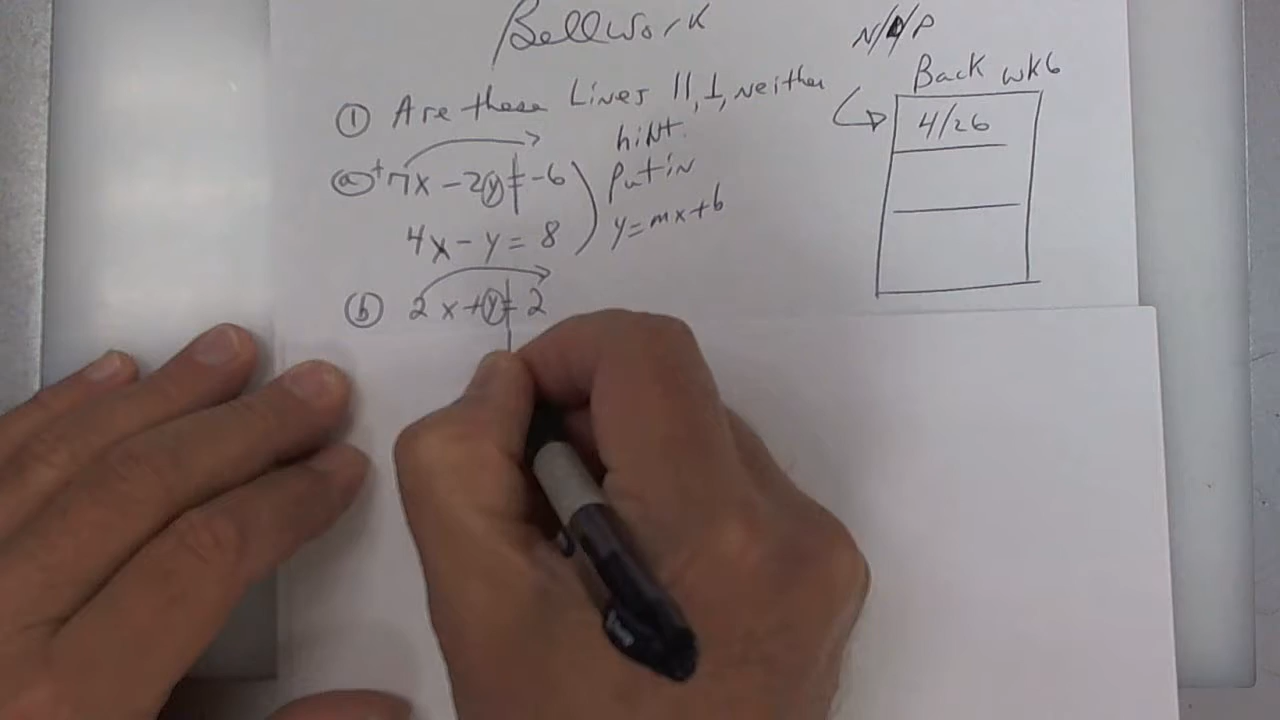 Bellwork
N/A/P
Back wk6
4/26
① Are these Lines ||, ⊥, neither
hint:
ⓐ +7x - 2y = -6
put in
4x - y = 8
y = mx + b
ⓑ 2x + y = 2